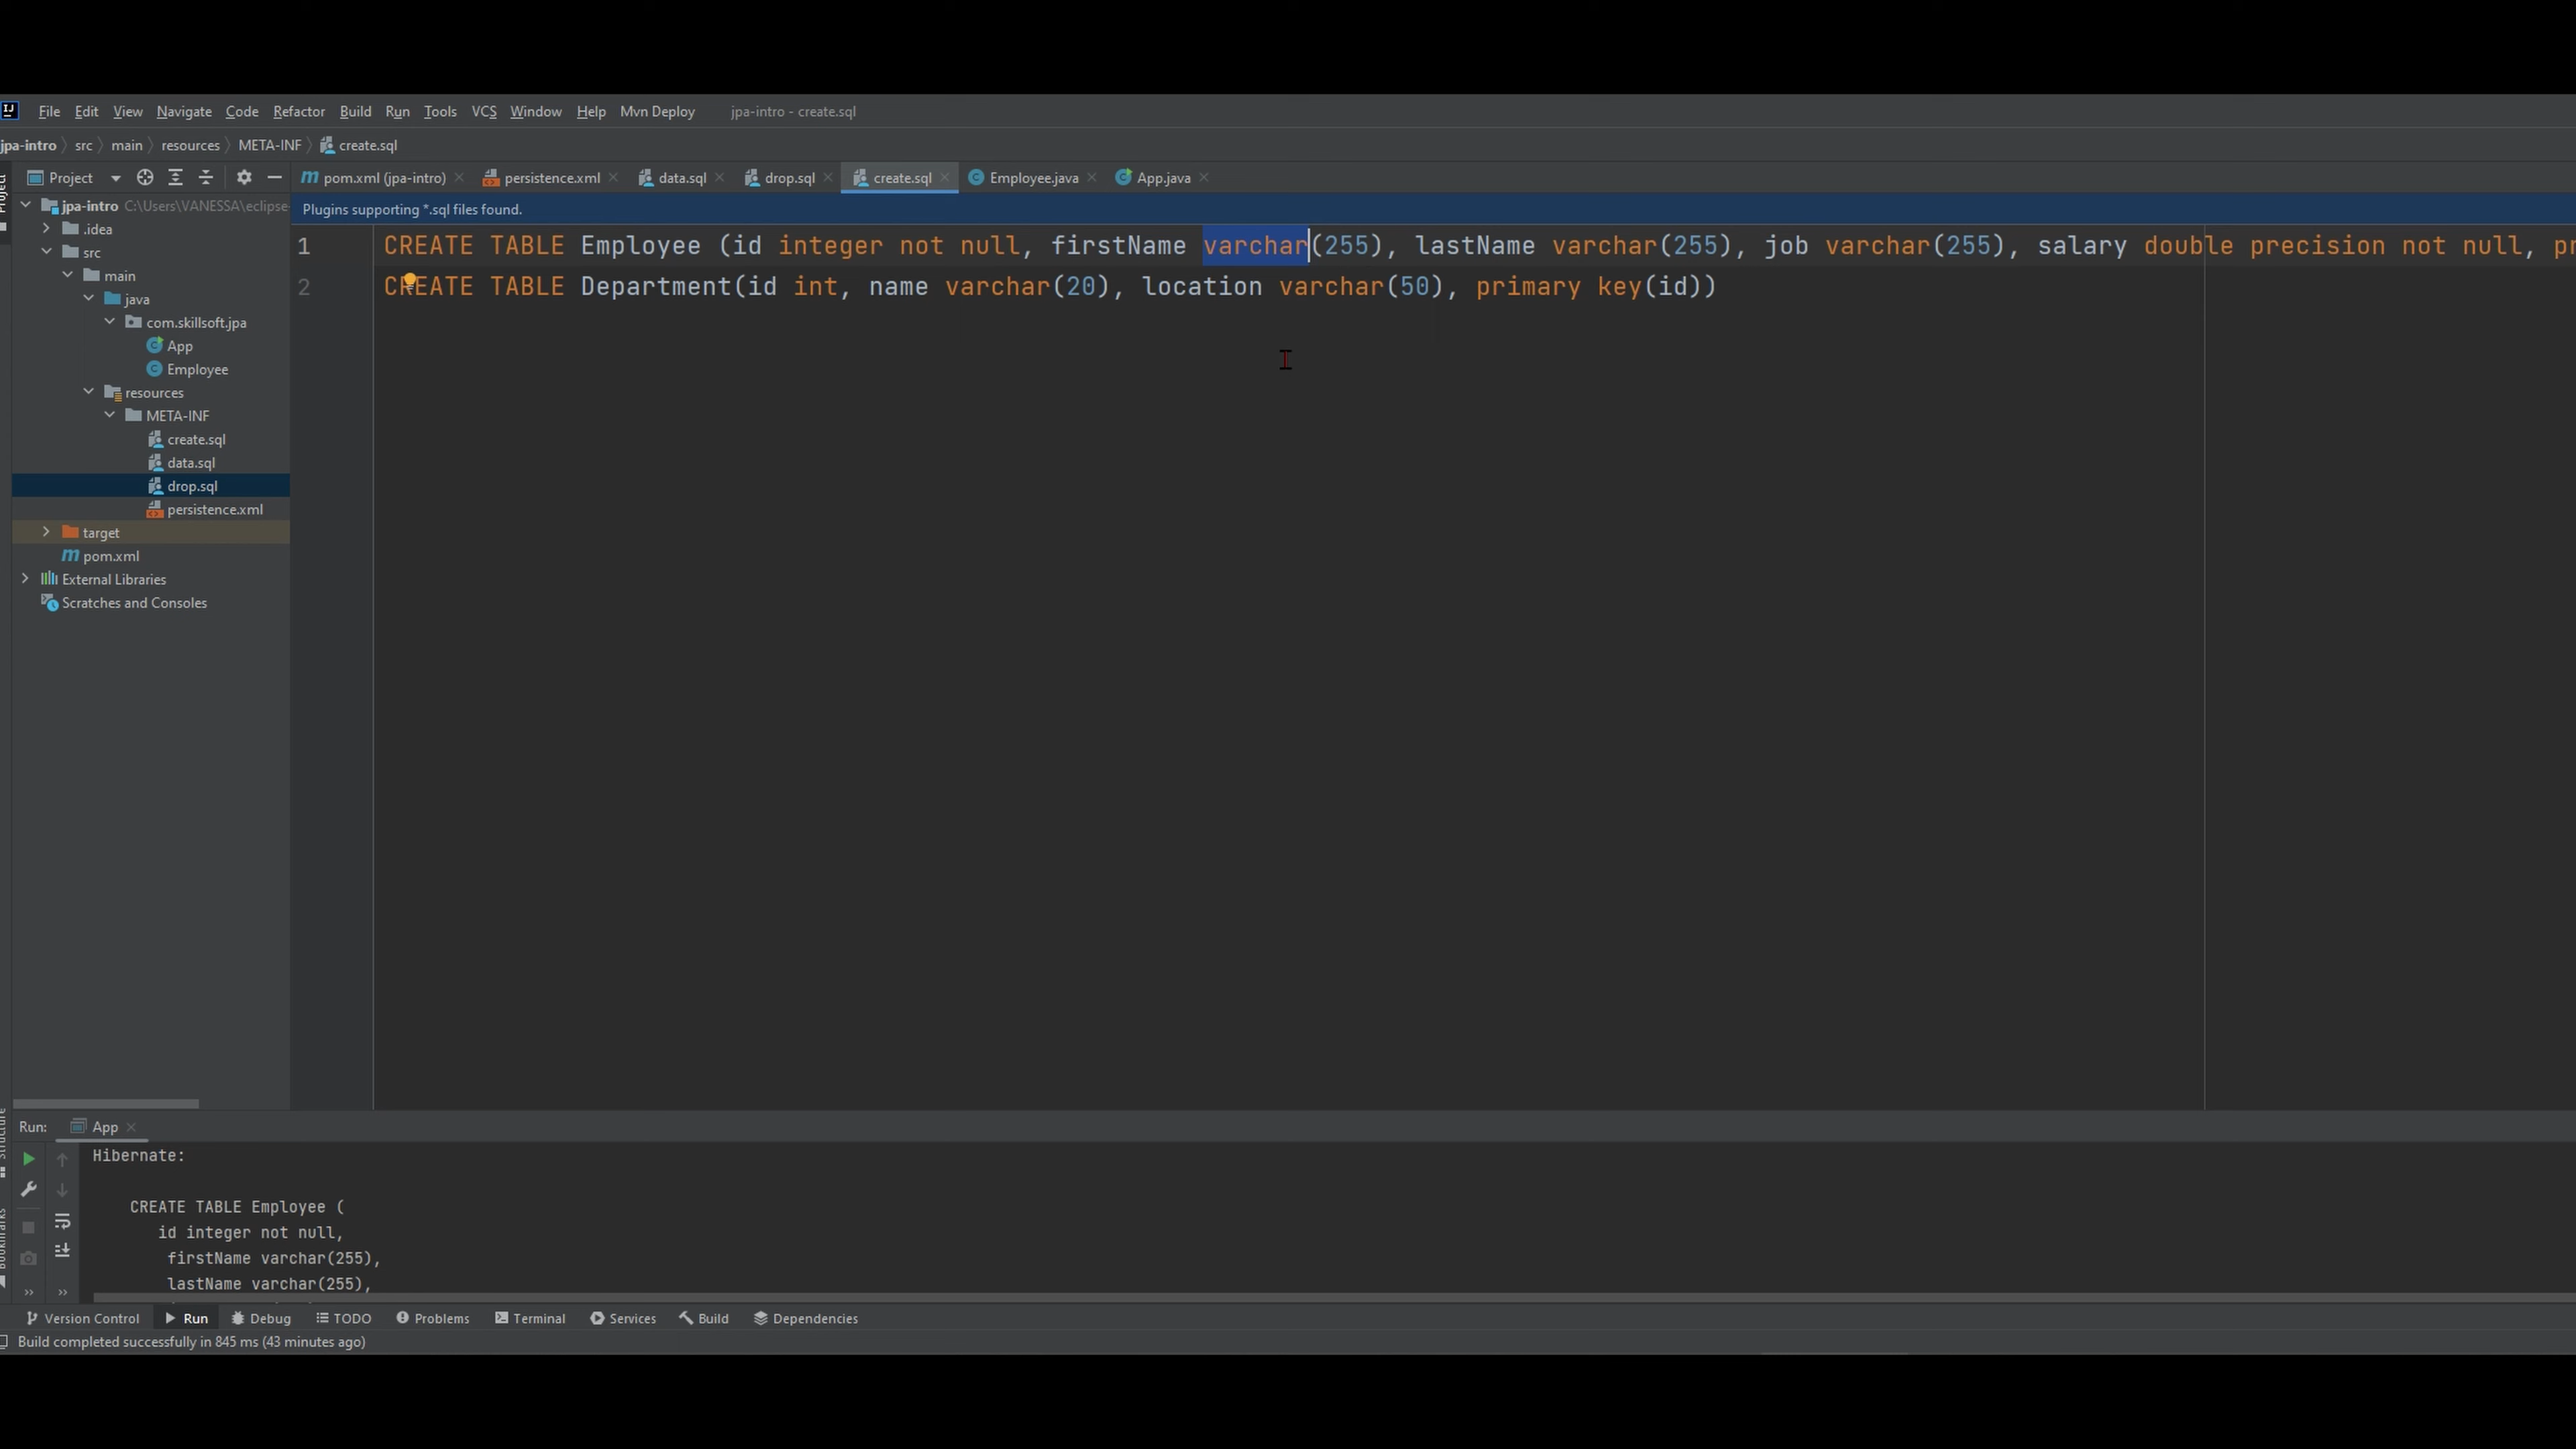 File Edit View Navigate Code Refactor Build Run Tools VCS Window Help Mvn Deploy jpa-intro - create.sql
jpa-intro src main resources META-INF create.sql
Project pom.xml (jpa-intro) persistence.xml data.sql drop.sql create.sql Employee.java App.java
Project
jpa-intro C:\Users\VANESSA\eclipse-
Plugins supporting *.sql files found.
.idea
src
main
java
com.skillsoft.jpa
App
Employee
resources
META-INF
create.sql
data.sql
drop.sql
persistence.xml
target
pom.xml
External Libraries
Scratches and Consoles
1 CREATE TABLE Employee (id integer not null, firstName varchar(255), lastName varchar(255), job varchar(255), salary double precision not null, pr
2 CREATE TABLE Department(id int, name varchar(20), location varchar(50), primary key(id))
Structure
Bookmarks
Run: App
Hibernate:
CREATE TABLE Employee (
id integer not null,
firstName varchar(255),
lastName varchar(255),
Version Control Run Debug TODO Problems Terminal Services Build Dependencies
Build completed successfully in 845 ms (43 minutes ago)